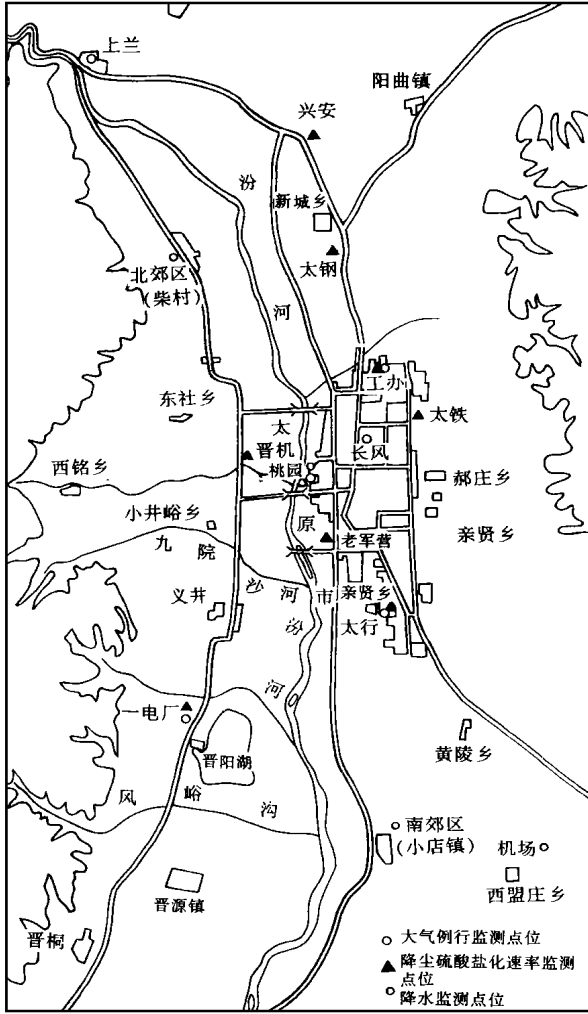 上兰
阳曲镇
兴安
汾
新城乡
太钢
北郊区
(柴村)
河
工办
东社乡
太
太铁
长风
晋机
桃园
西铭乡
郝庄乡
小井峪乡
原
九
院
老军营
亲贤乡
沙
河
市
亲贤乡
义井
汾
太行
河
一电厂
黄陵乡
晋阳湖
风
峪
沟
南郊区
(小店镇)
机场
西盟庄乡
晋源镇
晋桐
大气例行监测点位
降尘硫酸盐化速率监测
点位
降水监测点位